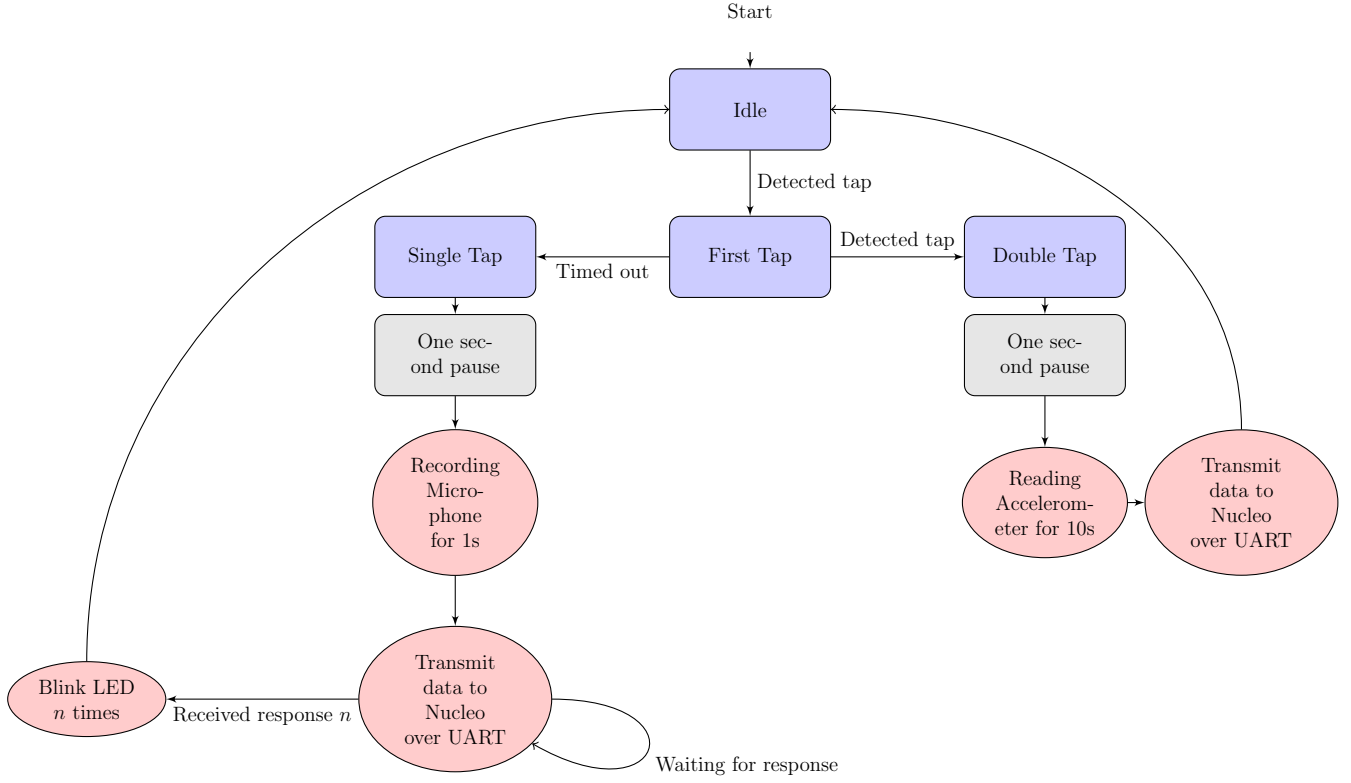 Start
Idle
Detected tap
Single Tap
Timed out
First Tap
Detected tap
Double Tap
One sec-
ond pause
One sec-
ond pause
Recording
Micro-
phone
for 1s
Reading
Accelerom-
eter for 10s
Transmit
data to
Nucleo
over UART
Blink LED
n times
Received response n
Transmit
data to
Nucleo
over UART
Waiting for response